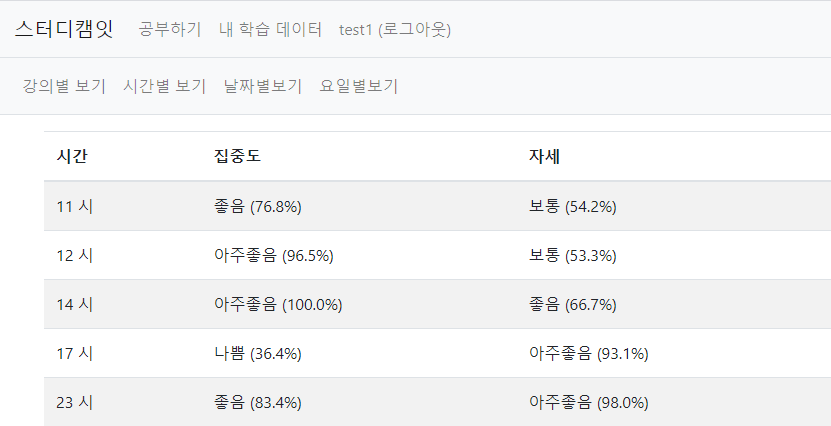 스터디캠잇 공부하기 내 학습 데이터 test1 (로그아웃)
강의별 보기 시간별 보기 날짜별보기 요일별보기
시간 집중도 자세
11 시 좋음 (76.8%) 보통 (54.2%)
12 시 아주좋음 (96.5%) 보통 (53.3%)
14 시 아주좋음 (100.0%) 좋음 (66.7%)
17 시 나쁨 (36.4%) 아주좋음 (93.1%)
23 시 좋음 (83.4%) 아주좋음 (98.0%)